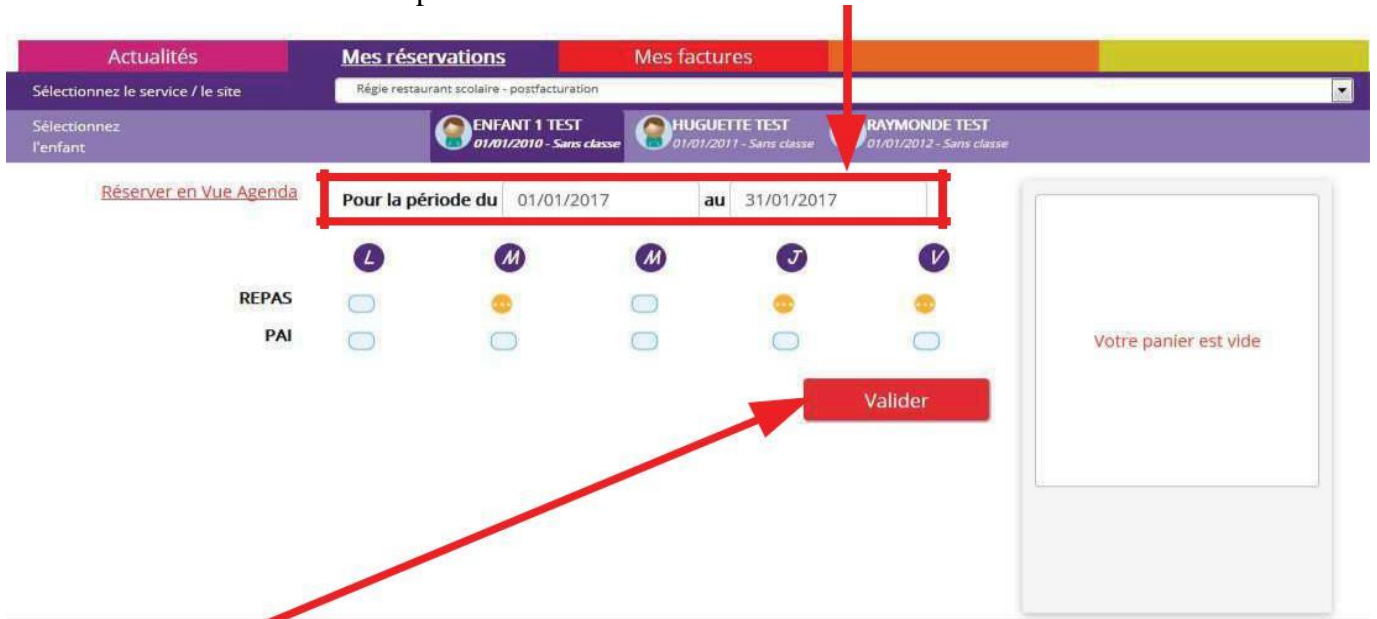 Actualités Mes réservations Mes factures
Sélectionnez le service / le site Régie restaurant scolaire - postfacturation
Sélectionnez
l'enfant
ENFANT 1 TEST
01/01/2010 - Sans classe
HUGUETTE TEST
01/01/2011 - Sans classe
RAYMONDE TEST
01/01/2012 - Sans classe
Réserver en Vue Agenda Pour la période du 01/01/2017 au 31/01/2017
L M M J V
REPAS
PAI
Votre panier est vide
Valider